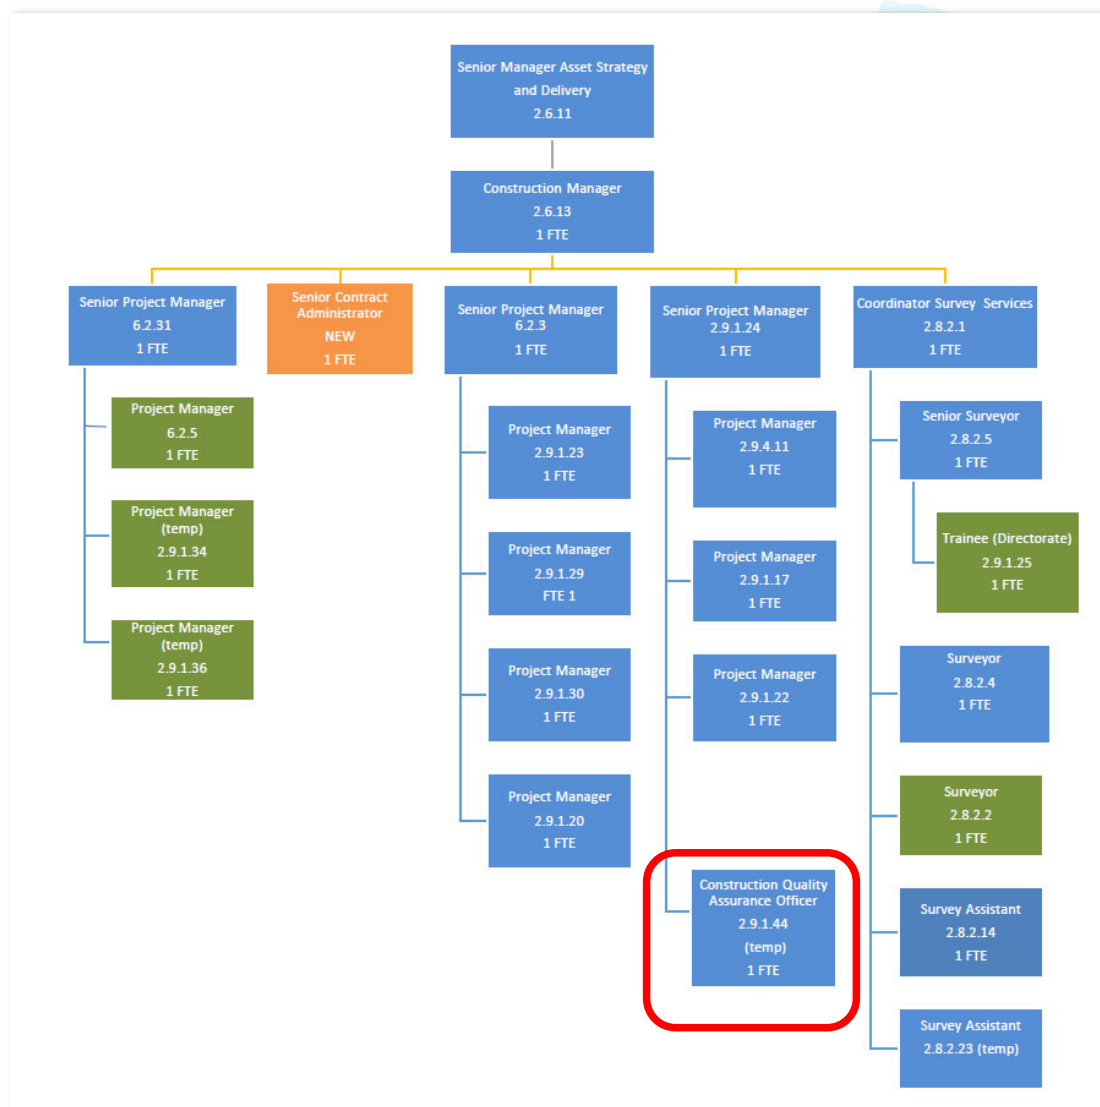 Senior Manager Asset Strategy
and Delivery
2.6.11
Construction Manager
2.6.13
1 FTE
Senior Project Manager
6.2.31
1 FTE
Senior Contract
Administrator
NEW
1 FTE
Senior Project Manager
6.2.3
1 FTE
Senior Project Manager
2.9.1.24
1 FTE
Coordinator Survey Services
2.8.2.1
1 FTE
Project Manager
6.2.5
1 FTE
Project Manager
(temp)
2.9.1.34
1 FTE
Project Manager
(temp)
2.9.1.36
1 FTE
Project Manager
2.9.1.23
1 FTE
Project Manager
2.9.1.29
FTE 1
Project Manager
2.9.1.30
1 FTE
Project Manager
2.9.1.20
1 FTE
Project Manager
2.9.4.11
1 FTE
Project Manager
2.9.1.17
1 FTE
Project Manager
2.9.1.22
1 FTE
Construction Quality
Assurance Officer
2.9.1.44
(temp)
1 FTE
Senior Surveyor
2.8.2.5
1 FTE
Trainee (Directorate)
2.9.1.25
1 FTE
Surveyor
2.8.2.4
1 FTE
Surveyor
2.8.2.2
1 FTE
Survey Assistant
2.8.2.14
1 FTE
Survey Assistant
2.8.2.23 (temp)